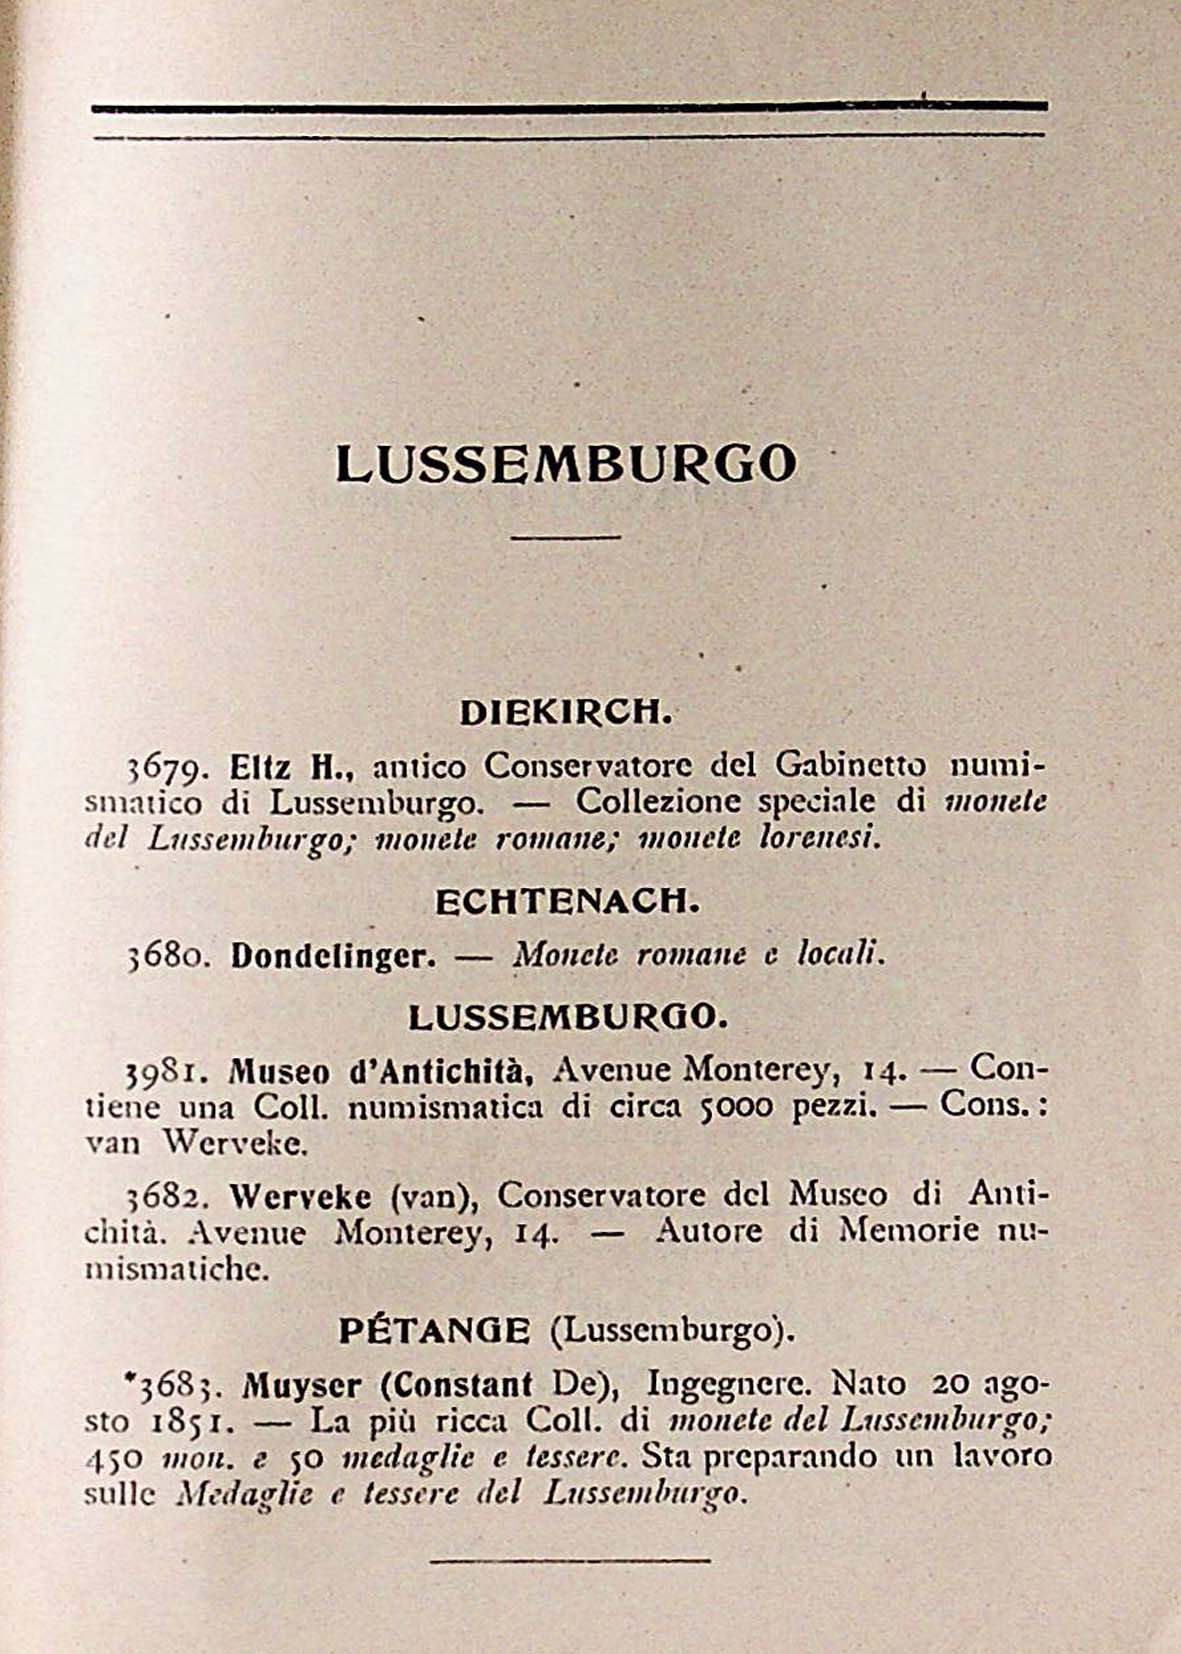 LUSSEMBURGO
DIEKIRCH.
3679. Eltz H., antico Conservatore del Gabinetto numi-
smatico di Lussemburgo. — Collezione speciale di monete
del Lussemburgo; monete romane; monete lorenesi.
ECHTENACH.
3680. Dondelinger. — Monete romane e locali.
LUSSEMBURGO.
3981. Museo d'Antichità, Avenue Monterey, 14. — Con-
tiene una Coll. numismatica di circa 5000 pezzi. — Cons.:
van Werveke.
3682. Werveke (van), Conservatore del Museo di Anti-
chità. Avenue Monterey, 14. — Autore di Memorie nu-
mismatiche.
PÉTANGE (Lussemburgo).
*3683. Muyser (Constant De), Ingegnere. Nato 20 ago-
sto 1851. — La più ricca Coll. di monete del Lussemburgo;
450 mon. e 50 medaglie e tessere. Sta preparando un lavoro
sulle Medaglie e tessere del Lussemburgo.